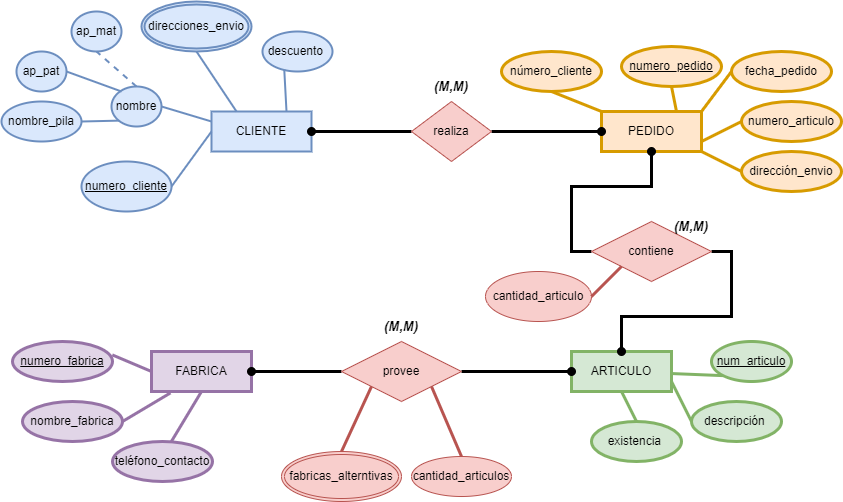 ap_mat
direcciones_envio
descuento
ap_pat
nombre
nombre_pila
CLIENTE
numero_cliente
(M,M)
realiza
número_cliente
numero_pedido
fecha_pedido
PEDIDO
numero_articulo
dirección_envio
(M,M)
contiene
cantidad_articulo
(M,M)
numero_fabrica
FABRICA
provee
ARTICULO
num_articulo
nombre_fabrica
descripción
existencia
teléfono_contacto
fabricas_alterntivas
cantidad_articulos